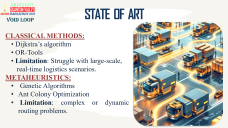 STATE OF ART
VOID LOOP
CLASSICAL METHODS:
• Dijkstra's algorithm
• OR-Tools
• Limitation: Struggle with large-scale,
real-time logistics scenarios.
METAHEURISTICS:
• Genetic Algorithms
• Ant Colony Optimization
• Limitation: complex or dynamic
routing problems.